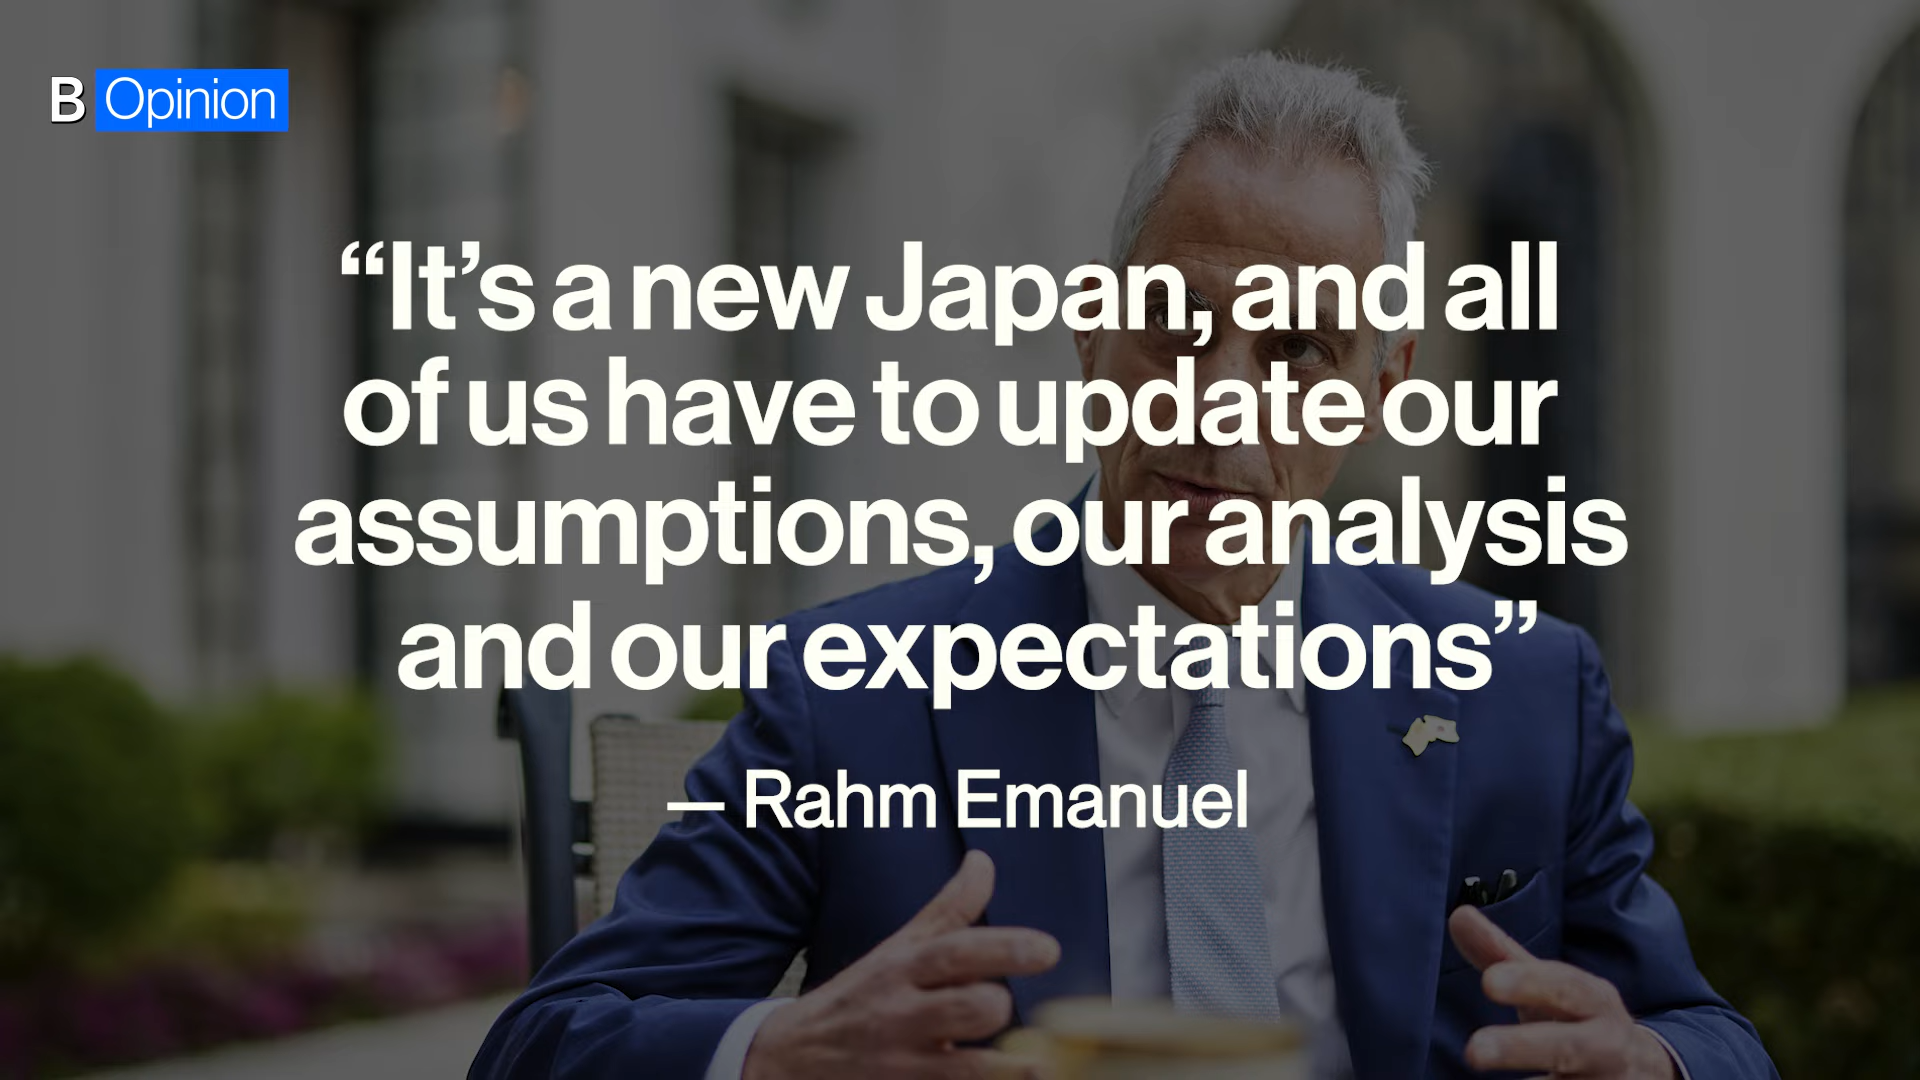 B Opinion
“It’s a new Japan, and all
of us have to update our
assumptions, our analysis
and our expectations”
— Rahm Emanuel